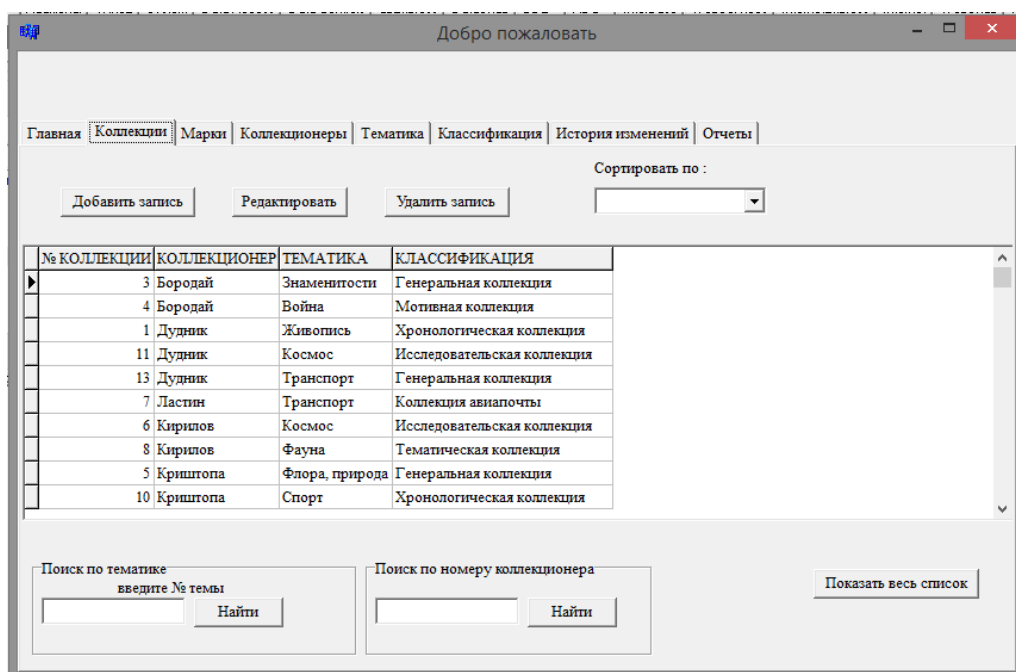 Добро пожаловать
Главная Коллекции Марки Коллекционеры Тематика Классификация История изменений Отчеты
Сортировать по :
Добавить запись Редактировать Удалить запись
№ КОЛЛЕКЦИИ КОЛЛЕКЦИОНЕР ТЕМАТИКА КЛАССИФИКАЦИЯ
3 Бородай Знаменитости Генеральная коллекция
4 Бородай Война Мотивная коллекция
1 Дудник Живопись Хронологическая коллекция
11 Дудник Космос Исследовательская коллекция
13 Дудник Транспорт Генеральная коллекция
7 Ластин Транспорт Коллекция авиапочты
6 Кирилов Космос Исследовательская коллекция
8 Кирилов Фауна Тематическая коллекция
5 Криштопа Флора, природа Генеральная коллекция
10 Криштопа Спорт Хронологическая коллекция
Поиск по тематике Поиск по номеру коллекционера
введите № темы
Найти Найти Показать весь список